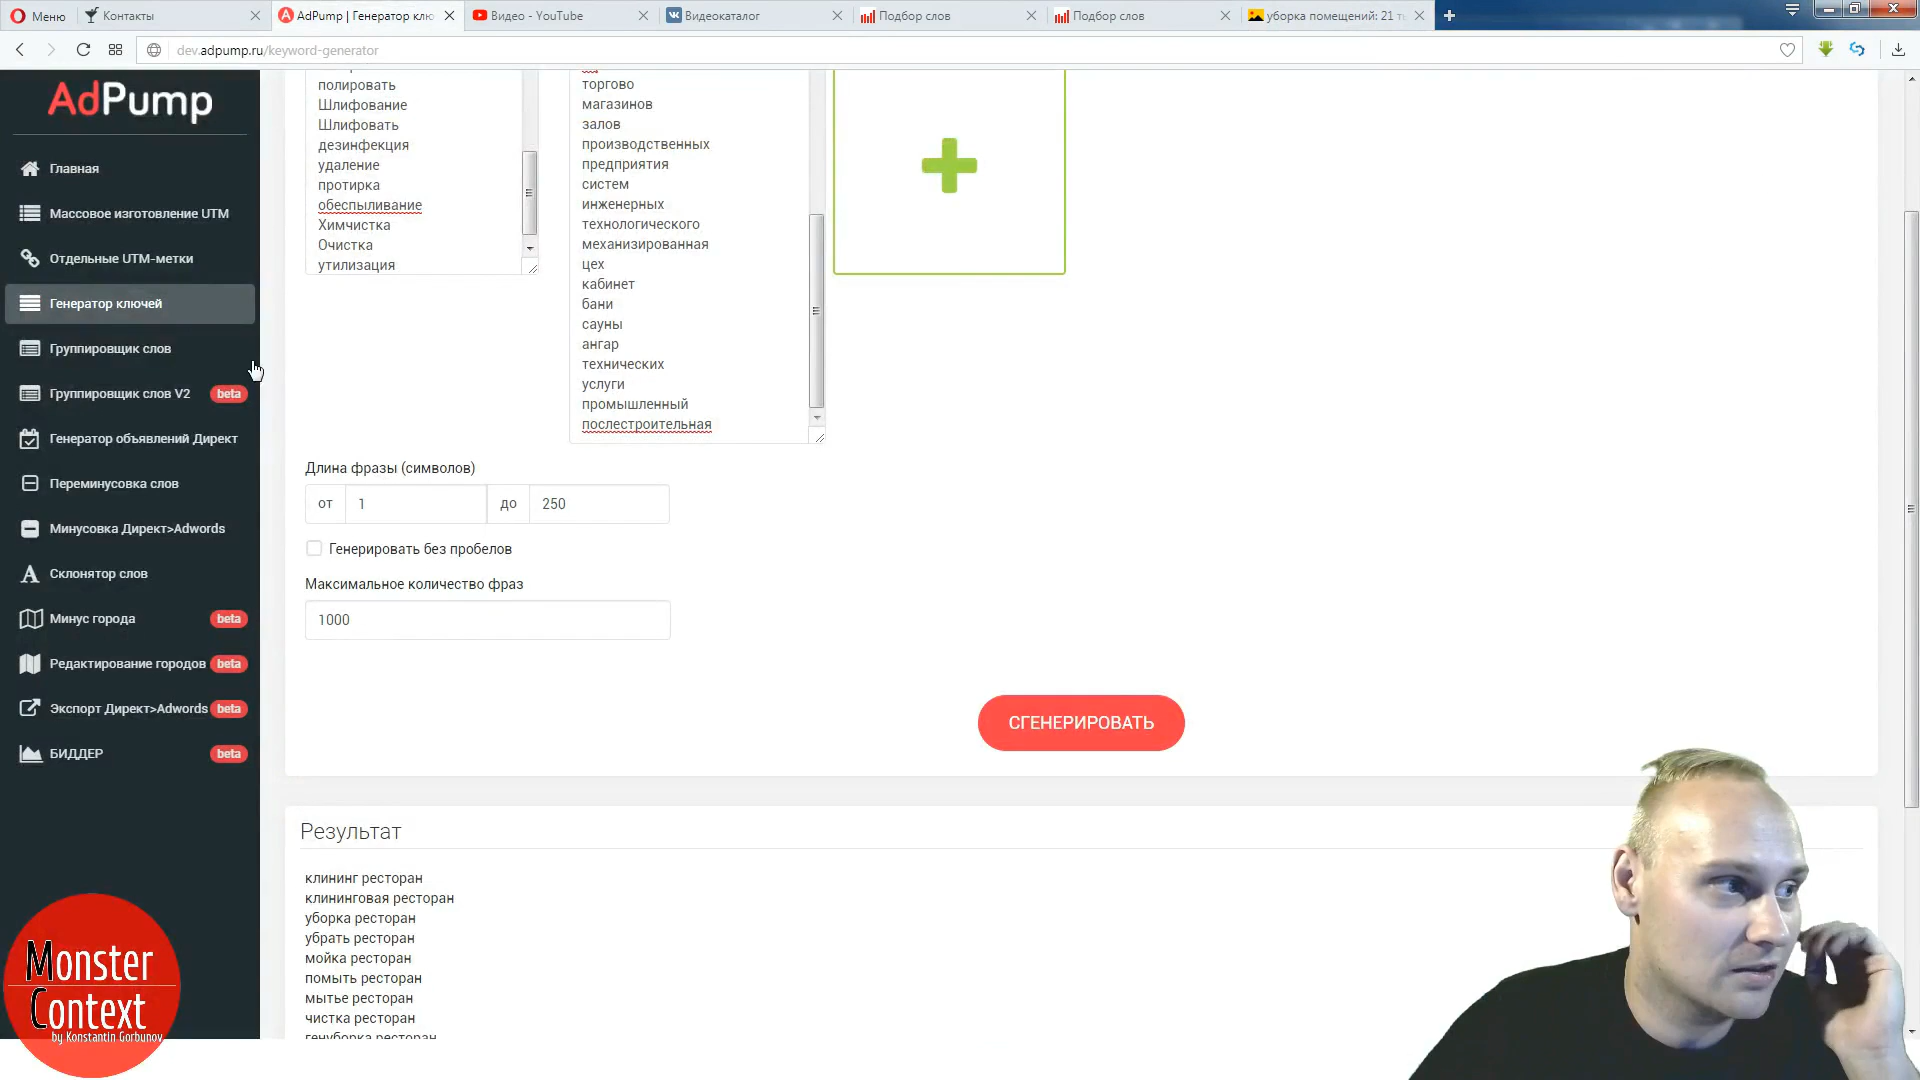 Меню
Контакты
AdPump | Генератор клю
Видео - YouTube
Видеокаталог
Подбор слов
Подбор слов
уборка помещений: 21 т
dev.adpump.ru/keyword-generator
AdPump
Главная
Массовое изготовление UTM
Отдельные UTM-метки
Генератор ключей
Группировщик слов
Группировщик слов V2 beta
Генератор объявлений Директ
Переминусовка слов
Минусовка Директ>Adwords
Склонятор слов
Минус города beta
Редактирование городов beta
Экспорт Директ>Adwords beta
БИДДЕР beta
полировать
Шлифование
Шлифовать
дезинфекция
удаление
протирка
обеспыливание
Химчистка
Очистка
утилизация
торгово
магазинов
залов
производственных
предприятия
систем
инженерных
технологического
механизированная
цех
кабинет
бани
сауны
ангар
технических
услуги
промышленный
послестроительная
Длина фразы (символов)
от 1 до 250
Генерировать без пробелов
Максимальное количество фраз
1000
СГЕНЕРИРОВАТЬ
Результат
клининг ресторан
клининговая ресторан
уборка ресторан
убрать ресторан
мойка ресторан
помыть ресторан
мытье ресторан
чистка ресторан
генуборка ресторан
Monster
Context
by Konstantin Gorbunov